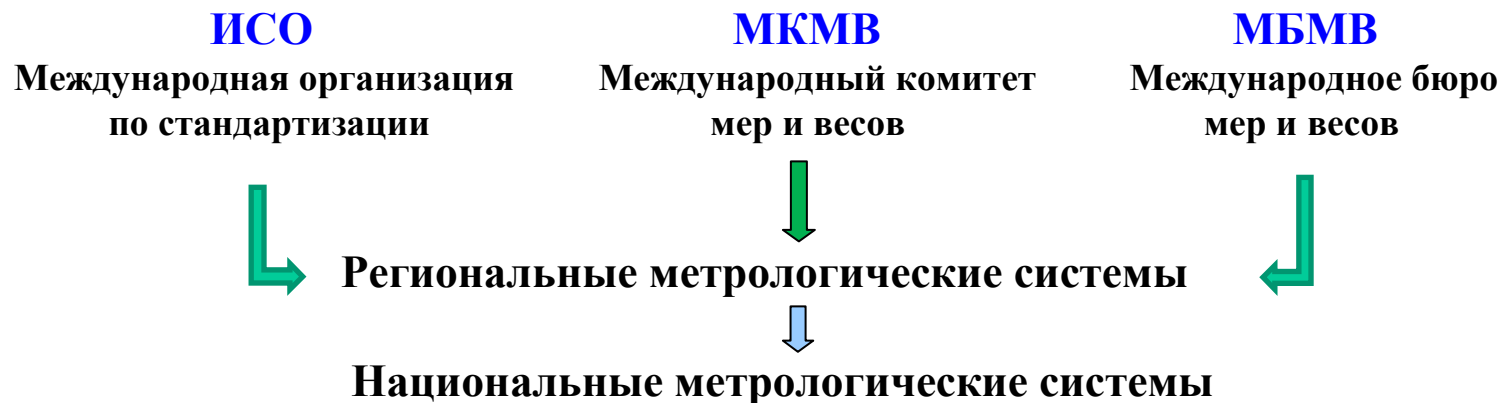 ИСО
Международная организация
по стандартизации
МКМВ
Международный комитет
мер и весов
МБМВ
Международное бюро
мер и весов
Региональные метрологические системы
Национальные метрологические системы